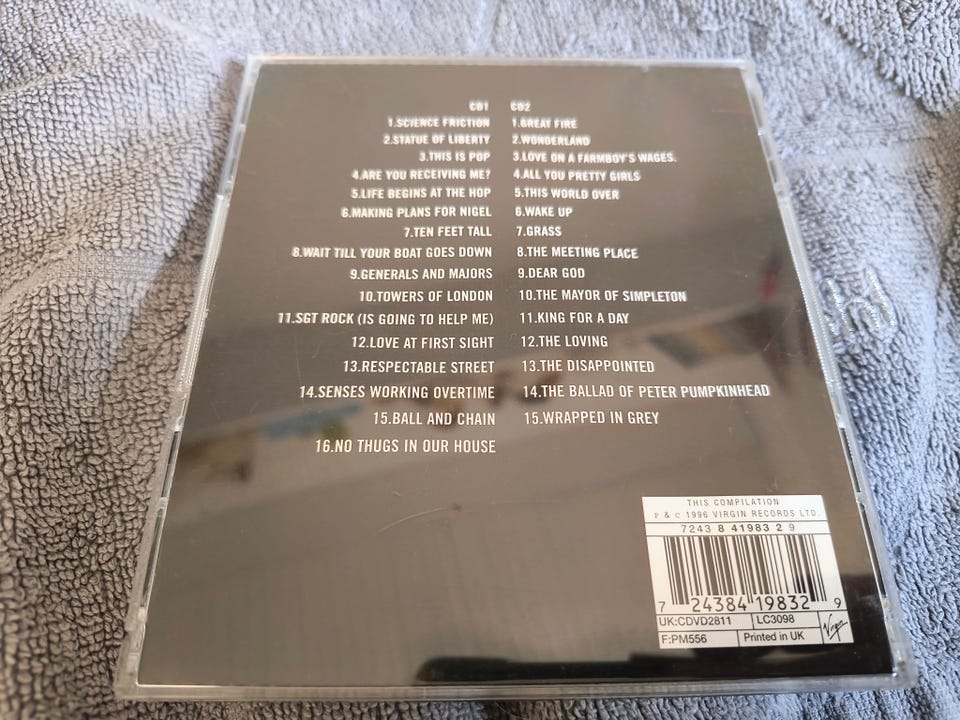 CD1
1.SCIENCE FRICTION
2.STATUE OF LIBERTY
3.THIS IS POP
4.ARE YOU RECEIVING ME?
5.LIFE BEGINS AT THE HOP
6.MAKING PLANS FOR NIGEL
7.TEN FEET TALL
8.WAIT TILL YOUR BOAT GOES DOWN
9.GENERALS AND MAJORS
10.TOWERS OF LONDON
11.SGT ROCK (IS GOING TO HELP ME)
12.LOVE AT FIRST SIGHT
13.RESPECTABLE STREET
14.SENSES WORKING OVERTIME
15.BALL AND CHAIN
16.NO THUGS IN OUR HOUSE
CD2
1.GREAT FIRE
2.WONDERLAND
3.LOVE ON A FARMBOY'S WAGES.
4.ALL YOU PRETTY GIRLS
5.THIS WORLD OVER
6.WAKE UP
7.GRASS
8.THE MEETING PLACE
9.DEAR GOD
10.THE MAYOR OF SIMPLETON
11.KING FOR A DAY
12.THE LOVING
13.THE DISAPPOINTED
14.THE BALLAD OF PETER PUMPKINHEAD
15.WRAPPED IN GREY
THIS COMPILATION
P & C 1996 VIRGIN RECORDS LTD.
7243 8 41983 2 9
7 24384 19832 9
UK:CDVD2811 LC3098
F:PM556 Printed in UK
Virgin